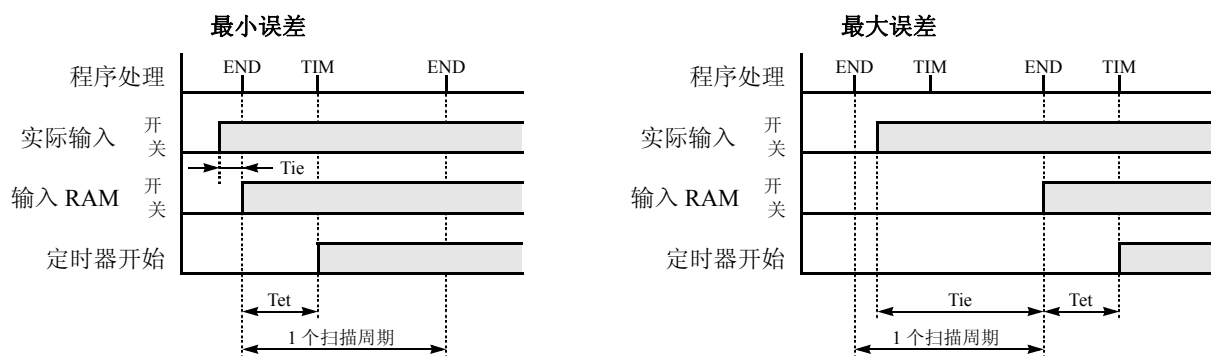 最小误差
程序处理
END TIM END
实际输入 开
关
Tie
输入 RAM 开
关
定时器开始
Tet
1 个扫描周期
最大误差
程序处理
END TIM END TIM
实际输入 开
关
输入 RAM 开
关
定时器开始
Tie Tet
1 个扫描周期